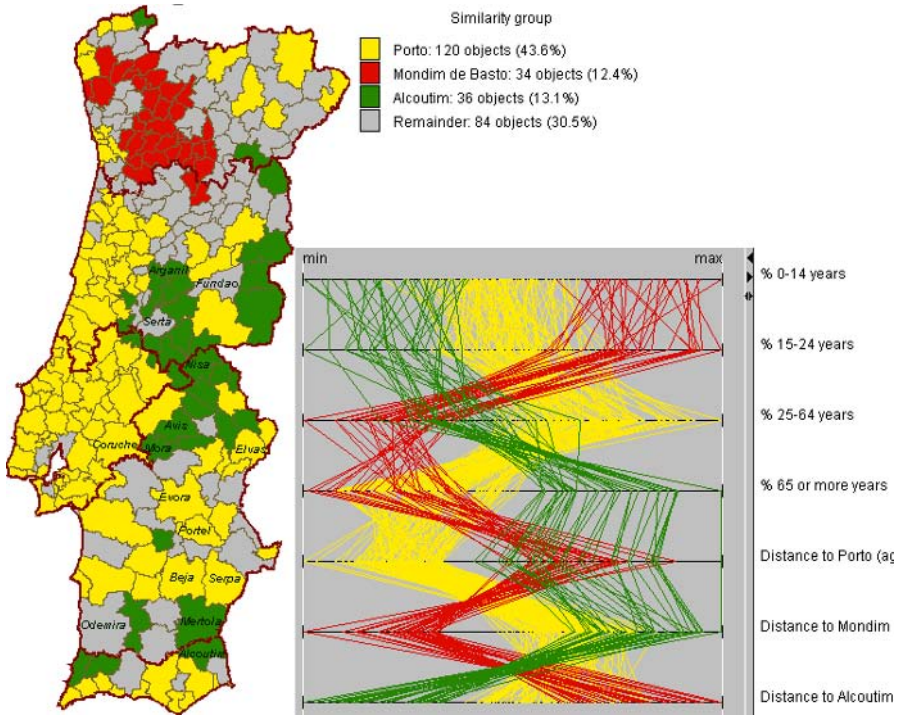 Similarity group
Porto: 120 objects (43.6%)
Mondim de Basto: 34 objects (12.4%)
Alcoutim: 36 objects (13.1%)
Remainder: 84 objects (30.5%)
Arganil
Fundao
Serta
Nisa
Avis
Coruche
Mora
Elvas
Evora
Portel
Beja
Serpa
Odemira
Mertola
Alcoutim
min
max
% 0-14 years
% 15-24 years
% 25-64 years
% 65 or more years
Distance to Porto (ag
Distance to Mondim
Distance to Alcoutim